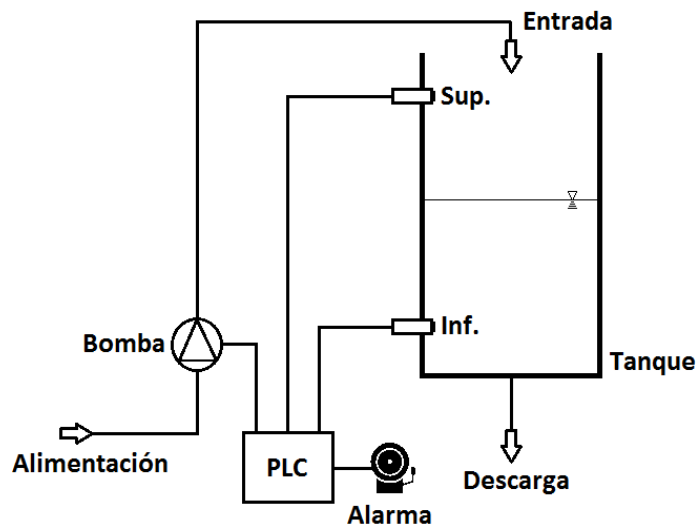 Entrada
Sup.
Inf.
Bomba
Tanque
Alimentación
PLC
Descarga
Alarma